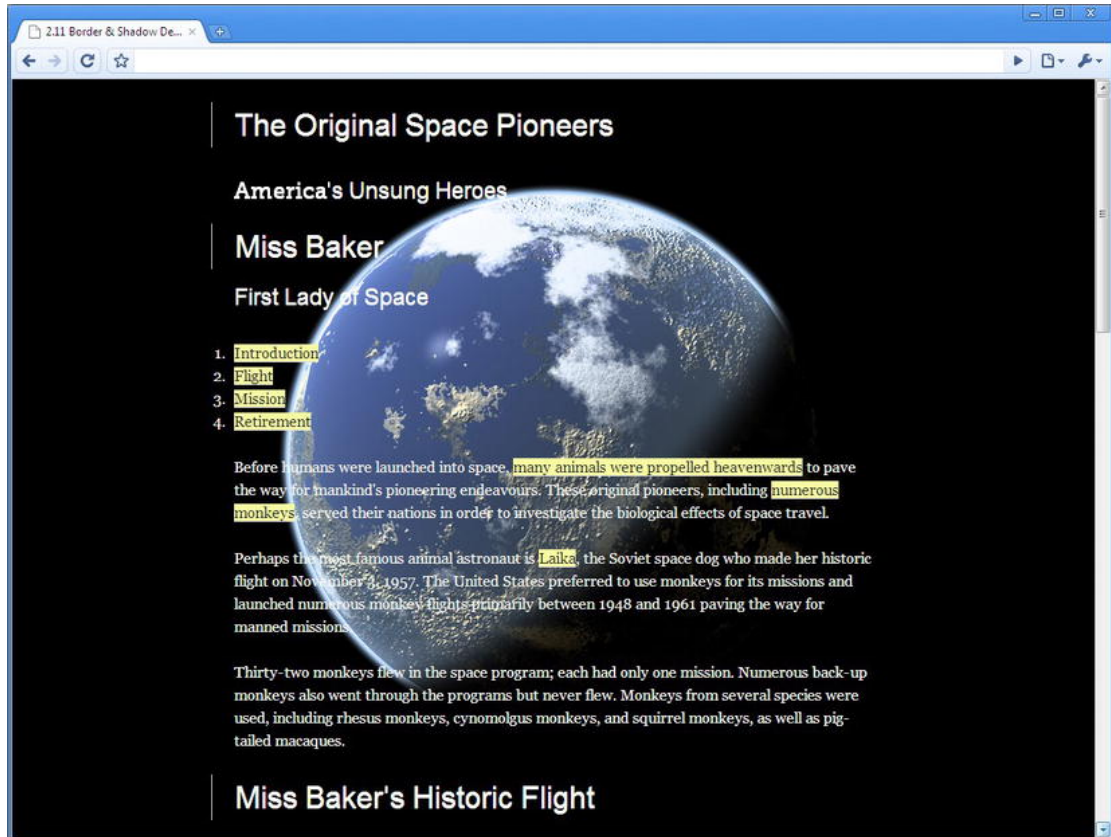 2.11 Border & Shadow De...
The Original Space Pioneers
America's Unsung Heroes
Miss Baker
First Lady of Space
1. Introduction
2. Flight
3. Mission
4. Retirement
Before humans were launched into space, many animals were propelled heavenwards to pave
the way for mankind's pioneering endeavours. These original pioneers, including numerous
monkeys, served their nations in order to investigate the biological effects of space travel.
Perhaps the most famous animal astronaut is Laika, the Soviet space dog who made her historic
flight on November 3, 1957. The United States preferred to use monkeys for its missions and
launched numerous monkey flights primarily between 1948 and 1961 paving the way for
manned missions.
Thirty-two monkeys flew in the space program; each had only one mission. Numerous back-up
monkeys also went through the programs but never flew. Monkeys from several species were
used, including rhesus monkeys, cynomolgus monkeys, and squirrel monkeys, as well as pig-
tailed macaques.
Miss Baker's Historic Flight